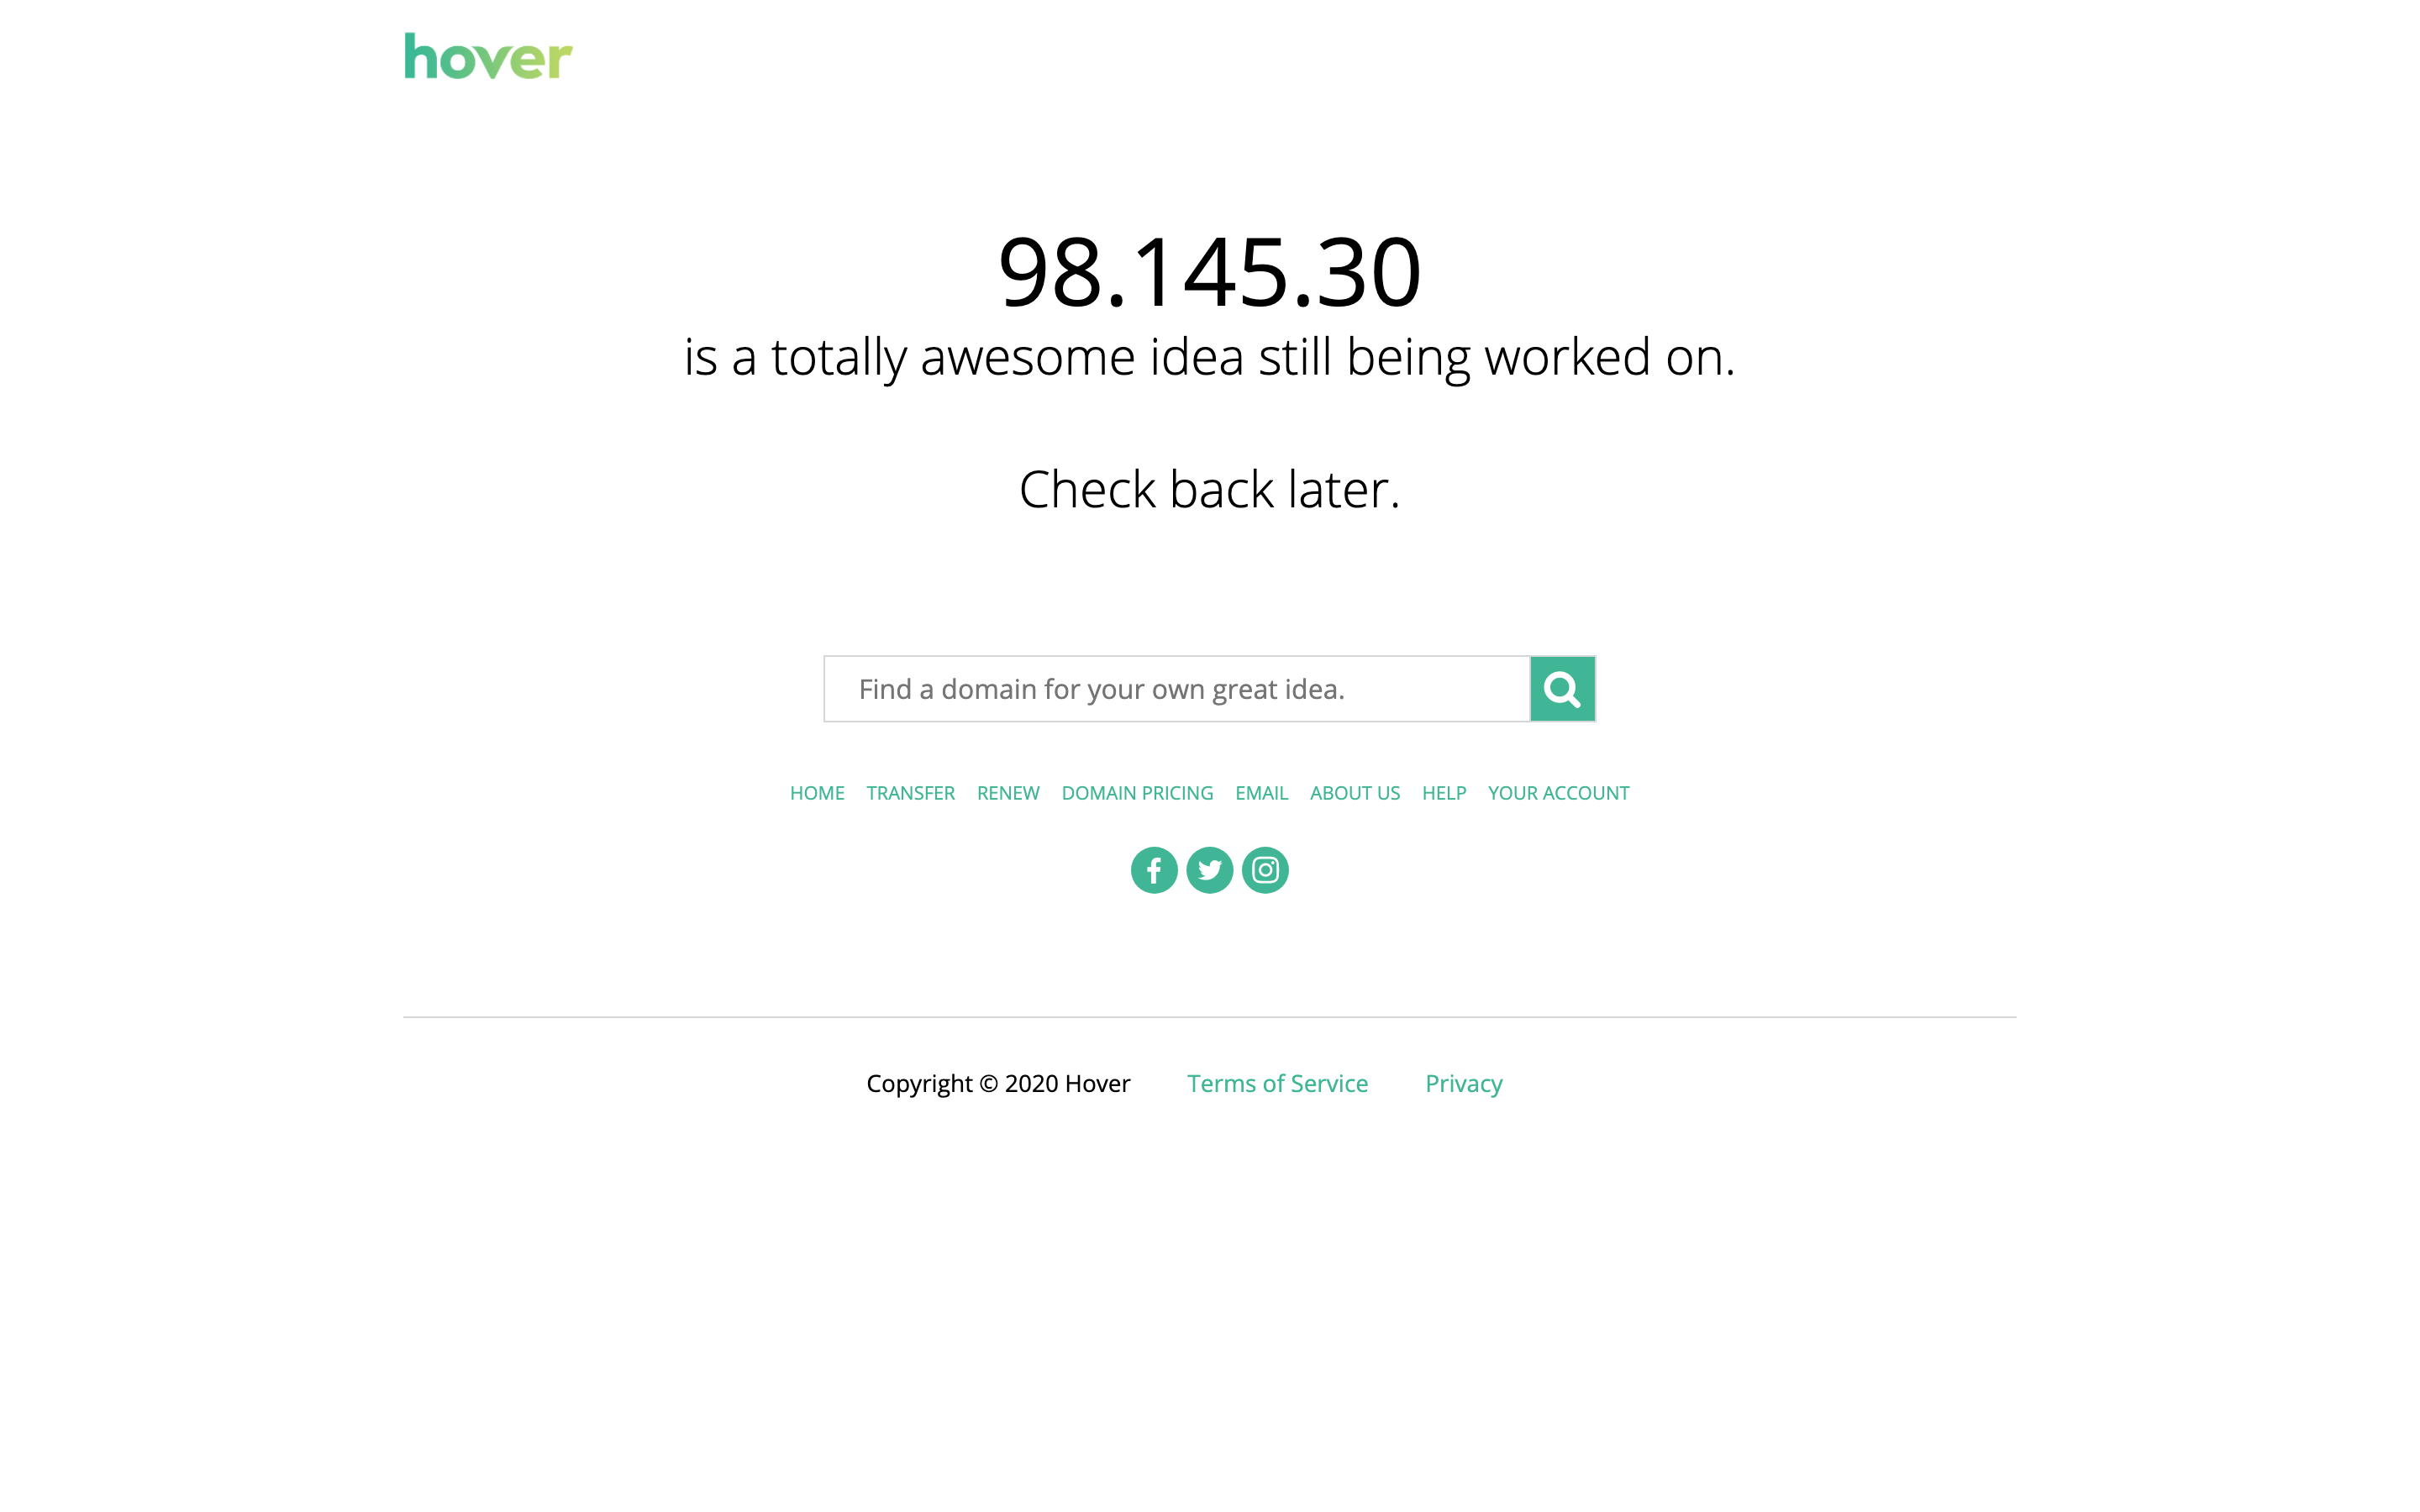 hover
98.145.30
is a totally awesome idea still being worked on.
Check back later.
Find a domain for your own great idea.
HOME TRANSFER RENEW DOMAIN PRICING EMAIL ABOUT US HELP YOUR ACCOUNT
Copyright © 2020 Hover Terms of Service Privacy